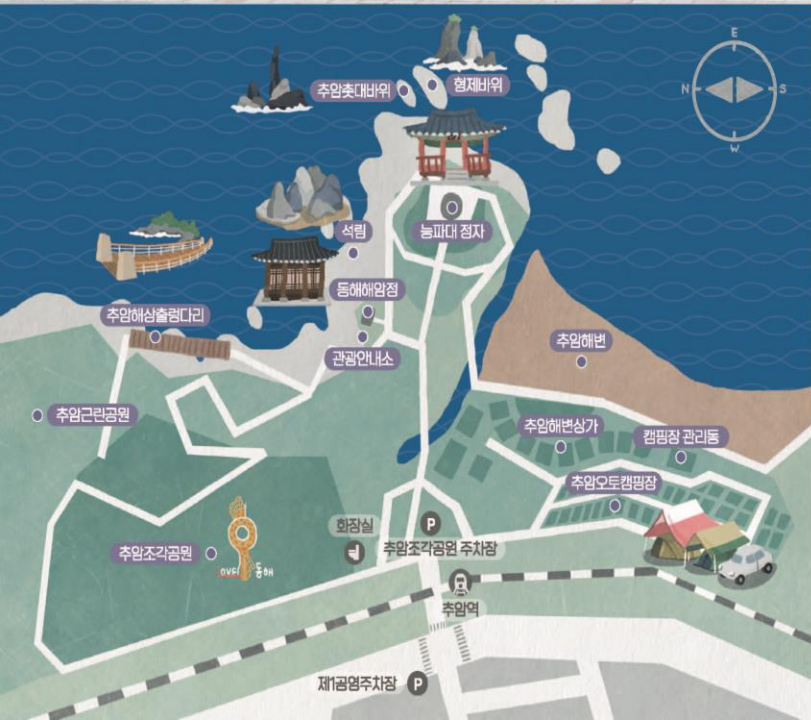 E
N
S
W
추암촛대바위
형제바위
능파대 정자
석림
동해해암정
관광안내소
추암해상출렁다리
추암해변
추암근린공원
추암해변상가
캠핑장 관리동
추암오토캠핑장
추암조각공원
동해
화장실
P
추암조각공원 주차장
추암역
제1공영주차장
P